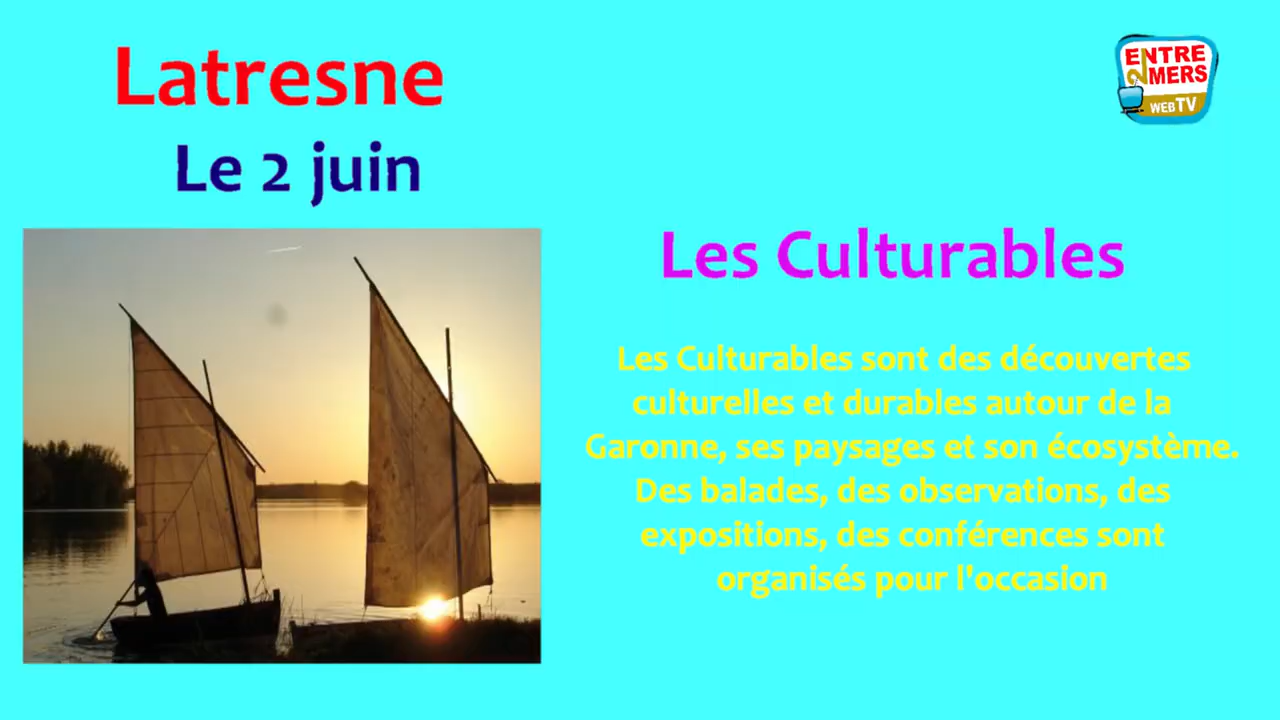 Latresne
Le 2 juin
ENTRE
2 MERS
WEB TV
Les Culturables
Les Culturables sont des découvertes
culturelles et durables autour de la
Garonne, ses paysages et son écosystème.
Des balades, des observations, des
expositions, des conférences sont
organisés pour l'occasion